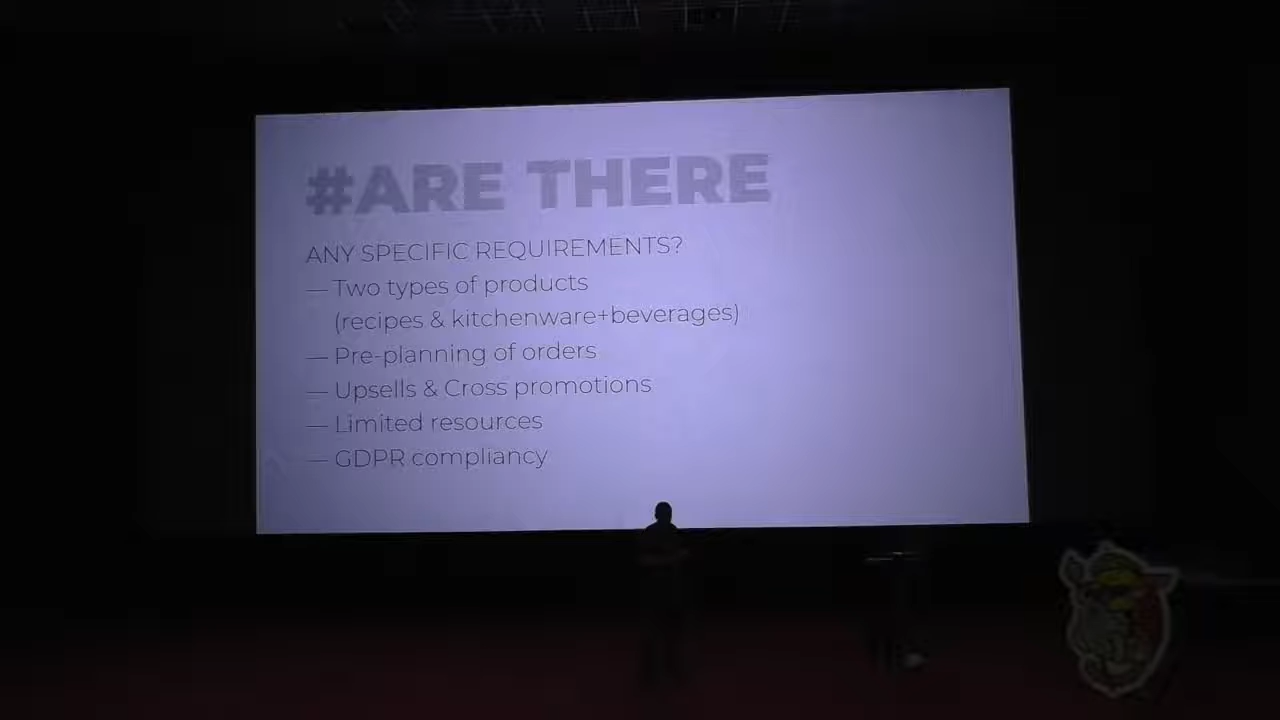 #ARE THERE
ANY SPECIFIC REQUIREMENTS?
— Two types of products
(recipes & kitchenware+beverages)
— Pre-planning of orders
— Upsells & Cross promotions
— Limited resources
— GDPR compliancy